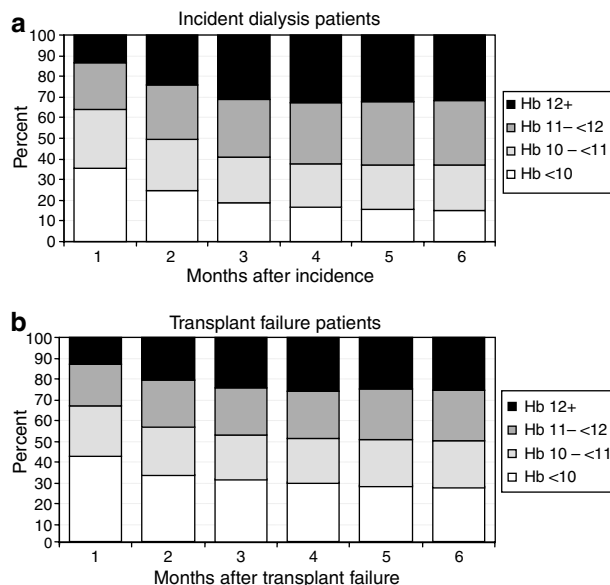 a
Incident dialysis patients
100
90
80
70
60
50
40
30
20
10
0
Percent
1 2 3 4 5 6
Months after incidence
Hb 12+
Hb 11– <12
Hb 10 – <11
Hb <10
b
Transplant failure patients
100
90
80
70
60
50
40
30
20
10
0
Percent
1 2 3 4 5 6
Months after transplant failure
Hb 12+
Hb 11– <12
Hb 10 – <11
Hb <10